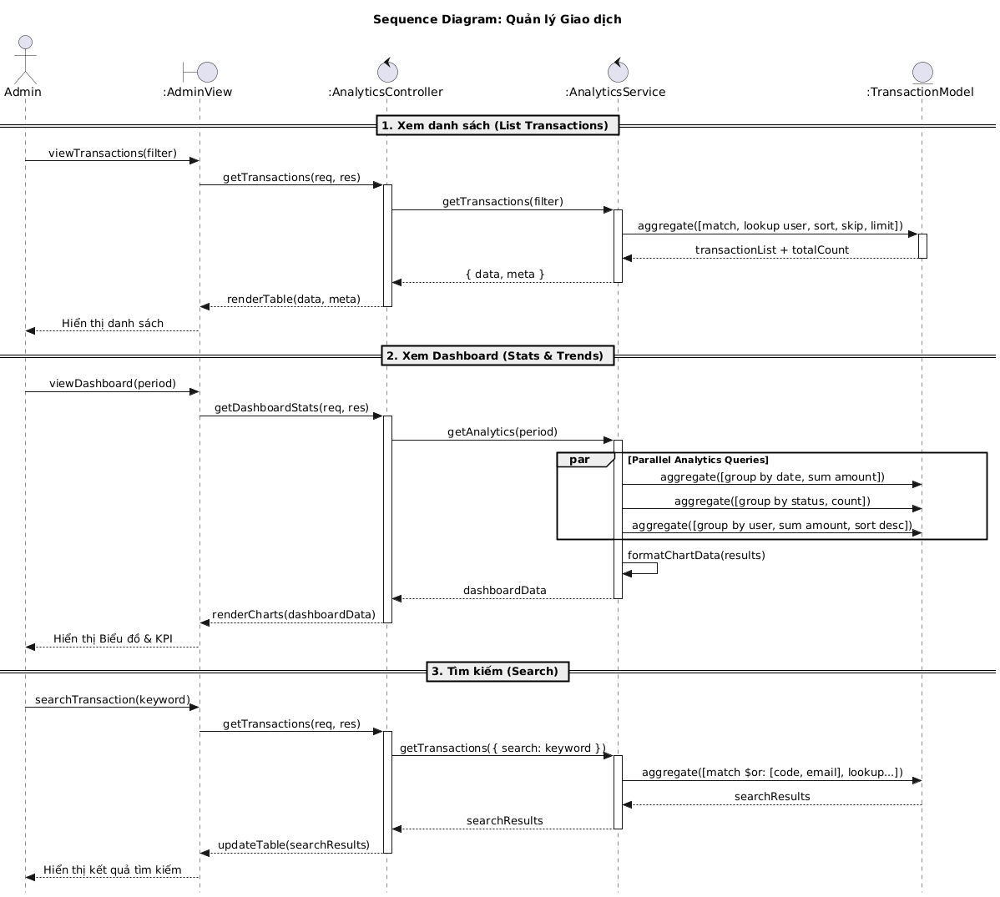 Sequence Diagram: Quản lý Giao dịch
Admin
:AdminView
:AnalyticsController
:AnalyticsService
:TransactionModel
1. Xem danh sách (List Transactions)
viewTransactions(filter)
getTransactions(req, res)
getTransactions(filter)
aggregate([match, lookup user, sort, skip, limit])
transactionList + totalCount
{ data, meta }
renderTable(data, meta)
Hiển thị danh sách
2. Xem Dashboard (Stats & Trends)
viewDashboard(period)
getDashboardStats(req, res)
getAnalytics(period)
par
[Parallel Analytics Queries]
aggregate([group by date, sum amount])
aggregate([group by status, count])
aggregate([group by user, sum amount, sort desc])
formatChartData(results)
dashboardData
renderCharts(dashboardData)
Hiển thị Biểu đồ & KPI
3. Tìm kiếm (Search)
searchTransaction(keyword)
getTransactions(req, res)
getTransactions({ search: keyword })
aggregate([match $or: [code, email], lookup...])
searchResults
searchResults
updateTable(searchResults)
Hiển thị kết quả tìm kiếm